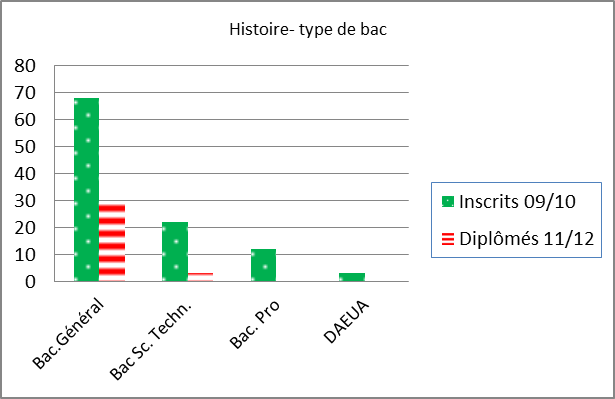 Histoire- type de bac
80
70
60
50
40
30
20
10
0
Bac.Général
Bac Sc. Techn.
Bac. Pro
DAEUA
Inscrits 09/10
Diplômés 11/12